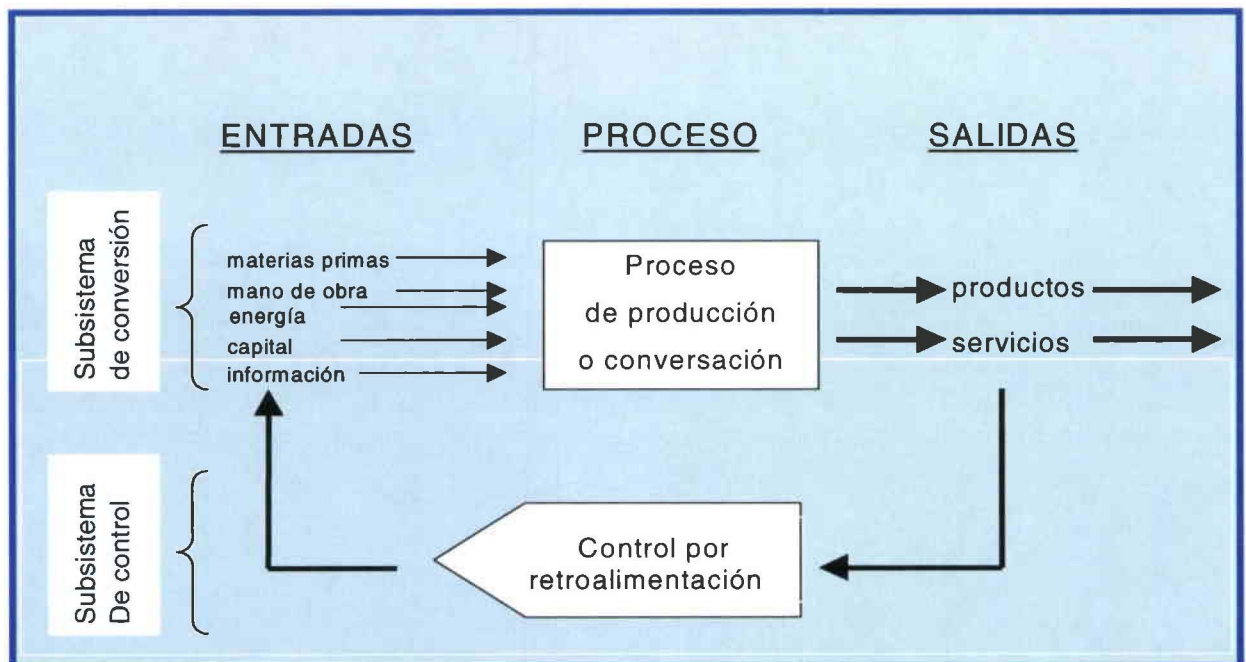 ENTRADAS
PROCESO
SALIDAS
Subsistema
de conversión
materias primas
mano de obra
energía
capital
información
Proceso
de producción
o conversación
productos
servicios
Subsistema
De control
Control por
retroalimentación